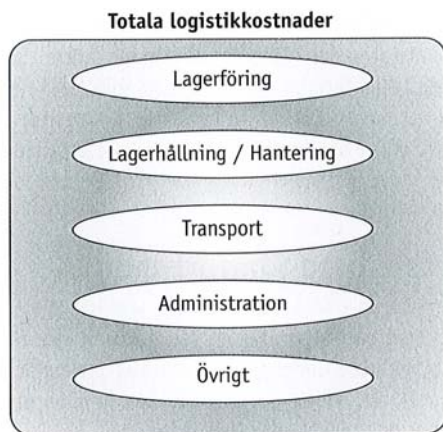 Totala logistikkostnader
Lagerföring
Lagerhållning / Hantering
Transport
Administration
Övrigt